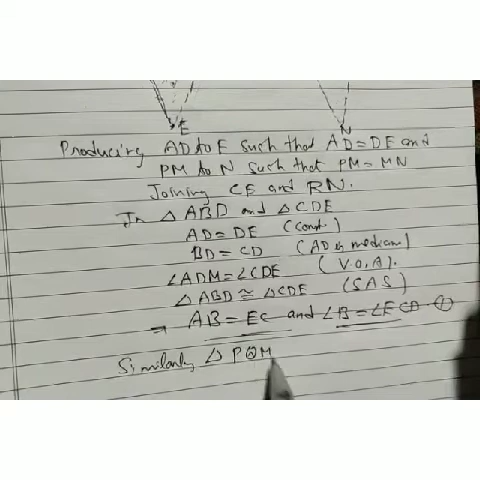 E N
Producing AD to E such that AD = DE and
PM to N such that PM = MN
Joining CE and RN.
In △ ABD and △ CDE
AD = DE (const.)
BD = CD (AD is median)
∠ADM = ∠CDE (V.O.A).
△ ABD ≅ △CDE (SAS)
⇒ AB = EC and ∠B = ∠ECD ①
Similarly △ PQM